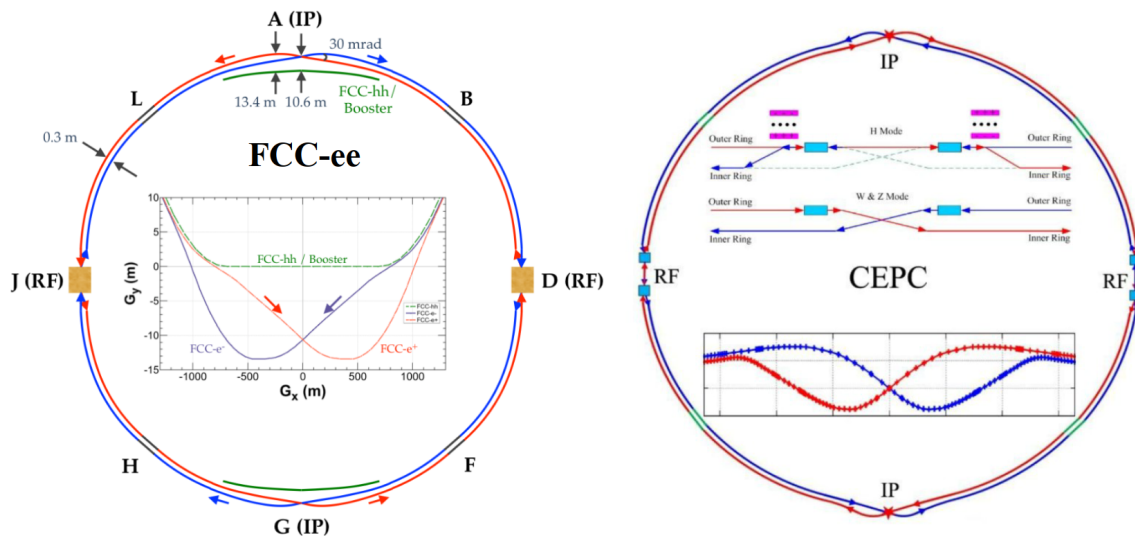 A (IP)
30 mrad
13.4 m
10.6 m
FCC-hh/
Booster
L
B
0.3 m
FCC-ee
10
5
0
-5
-10
-15
Gy (m)
FCC-hh / Booster
FCC-hh
FCC-e-
FCC-e+
FCC-e-
FCC-e+
-1000
-500
0
500
1000
Gx (m)
J (RF)
D (RF)
H
F
G (IP)
IP
H Mode
Outer Ring
Outer Ring
Inner Ring
Inner Ring
W & Z Mode
Outer Ring
Outer Ring
Inner Ring
Inner Ring
RF
CEPC
RF
IP